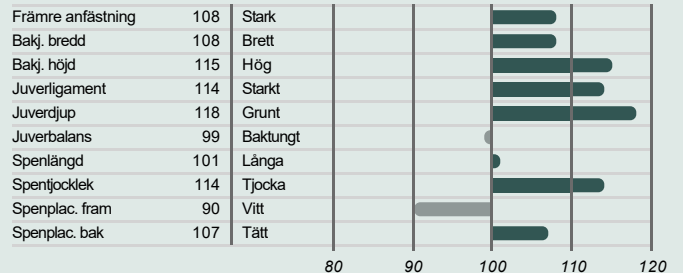 Främre anfästning 108 Stark
Bakj. bredd 108 Brett
Bakj. höjd 115 Hög
Juverligament 114 Starkt
Juverdjup 118 Grunt
Juverbalans 99 Baktungt
Spenlängd 101 Långa
Spentjocklek 114 Tjocka
Spenplac. fram 90 Vitt
Spenplac. bak 107 Tätt
80 90 100 110 120